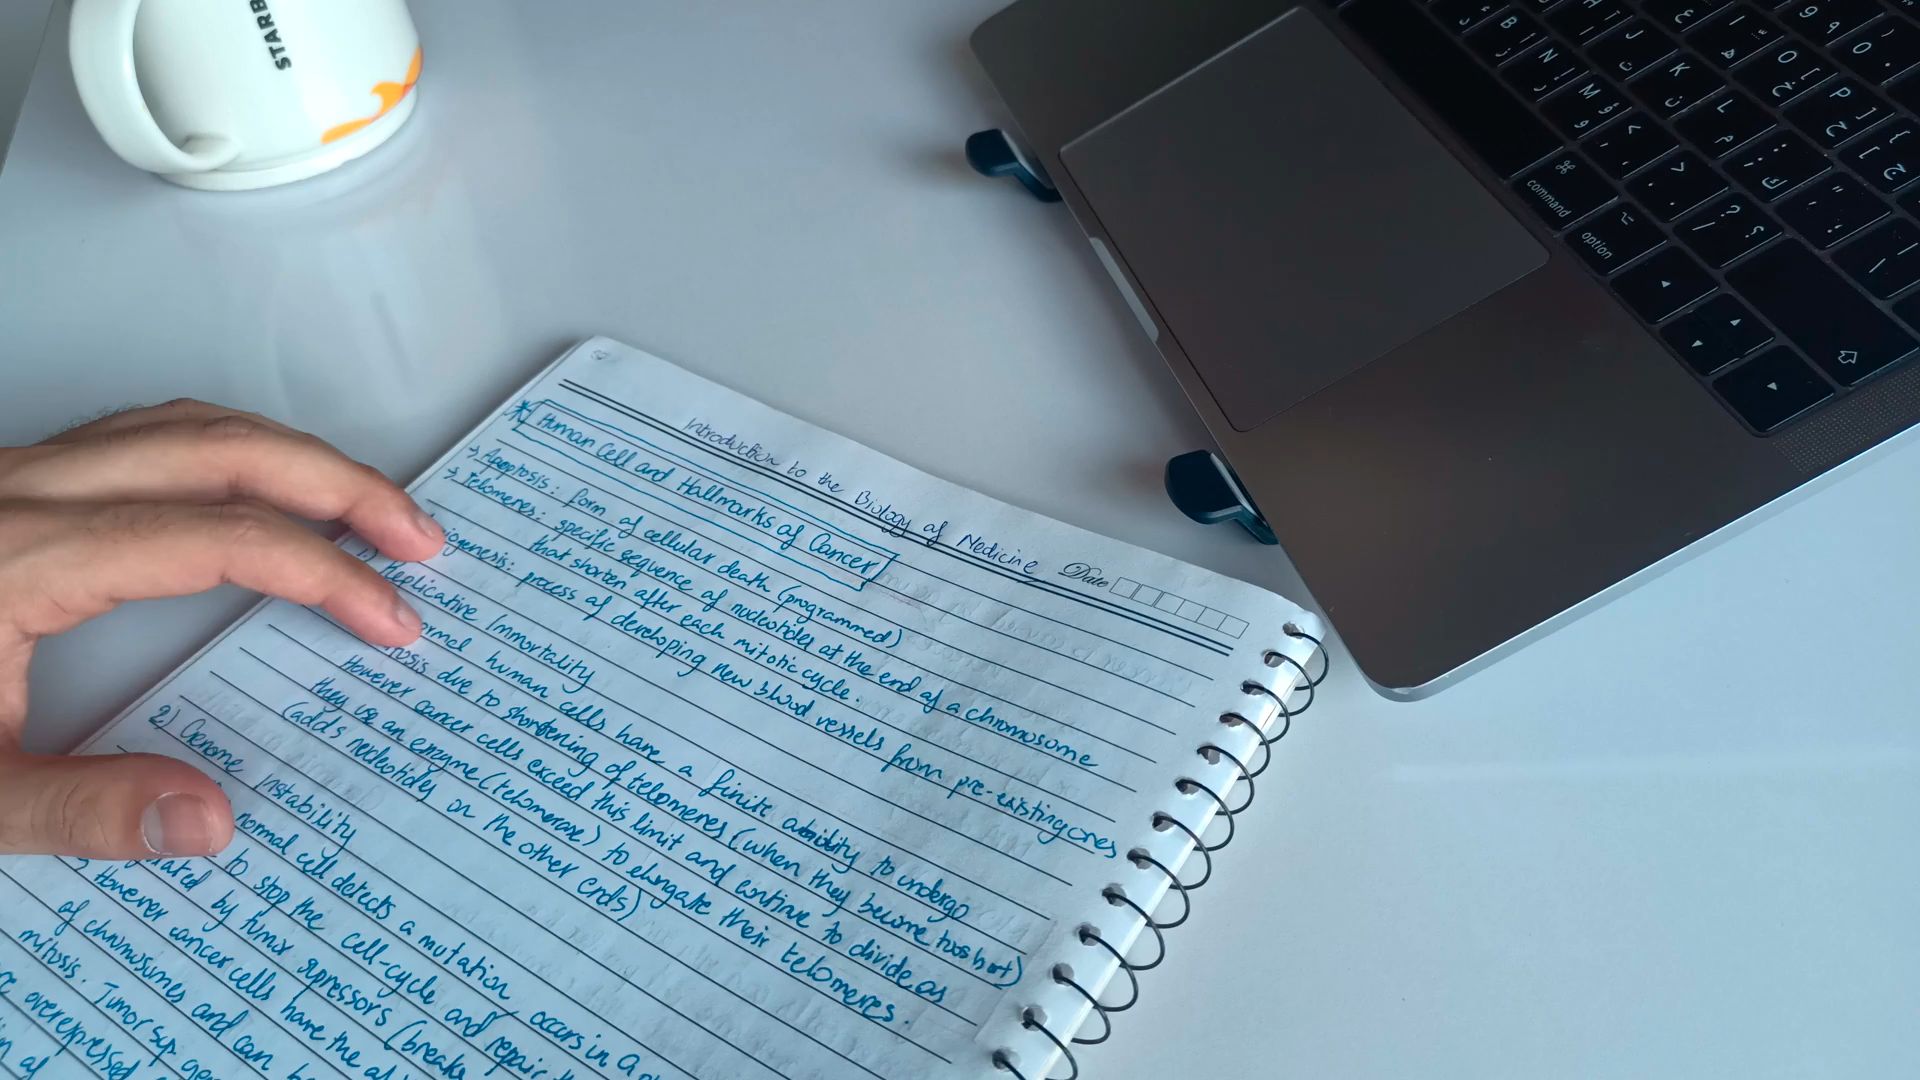 STARB
Introduction to the Biology of Medicine
Date
* Human Cell and Hallmarks of Cancer
→ Apoptosis: form of cellular death (programmed)
→ Telomeres: specific sequence of nucleotides at the end of a chromosome
that shorten after each mitotic cycle.
iogenesis: process of developing new blood vessels from pre-existing ones
1) Replicative Immortality
ormal human cells have a finite ability to undergo
tosis due to shortening of telomeres (when they become too short)
However cancer cells exceed this limit and continue to divide as
they use an enzyme (telomerase) to elongate their telomeres.
(adds nucleotides on the other ends)
2) Genome Instability
normal cell detects a mutation occurs in a
to stop the cell-cycle and repair
by tumor supressors (breaks
→ However cancer cells have the
of chromosomes and can
mitosis. Tumor sup
overexpressed
of
B
N
M
K
L
O
P
command
option